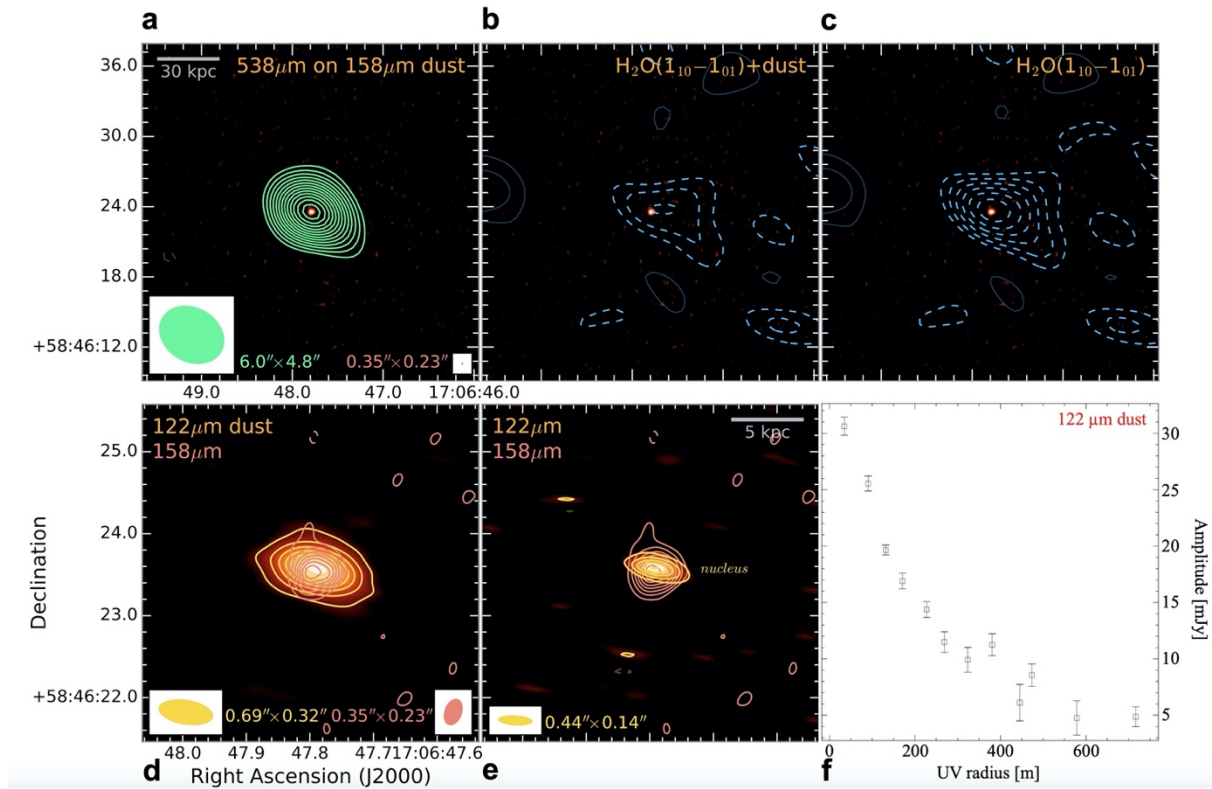 a
b
c
538μm on 158μm dust
30 kpc
H₂O(1₁₀−1₀₁)+dust
H₂O(1₁₀−1₀₁)
36.0
30.0
24.0
18.0
+58:46:12.0
6.0″×4.8″
0.35″×0.23″
49.0
48.0
47.0
17:06:46.0
122μm dust
158μm
122μm
158μm
5 kpc
122 μm dust
25.0
24.0
23.0
+58:46:22.0
Declination
nucleus
0.69″×0.32″
0.35″×0.23″
0.44″×0.14″
30
25
20
15
10
5
Amplitude [mJy]
48.0
47.9
47.8
47.7
17:06:47.6
0
200
400
600
d
Right Ascension (J2000)
e
f
UV radius [m]